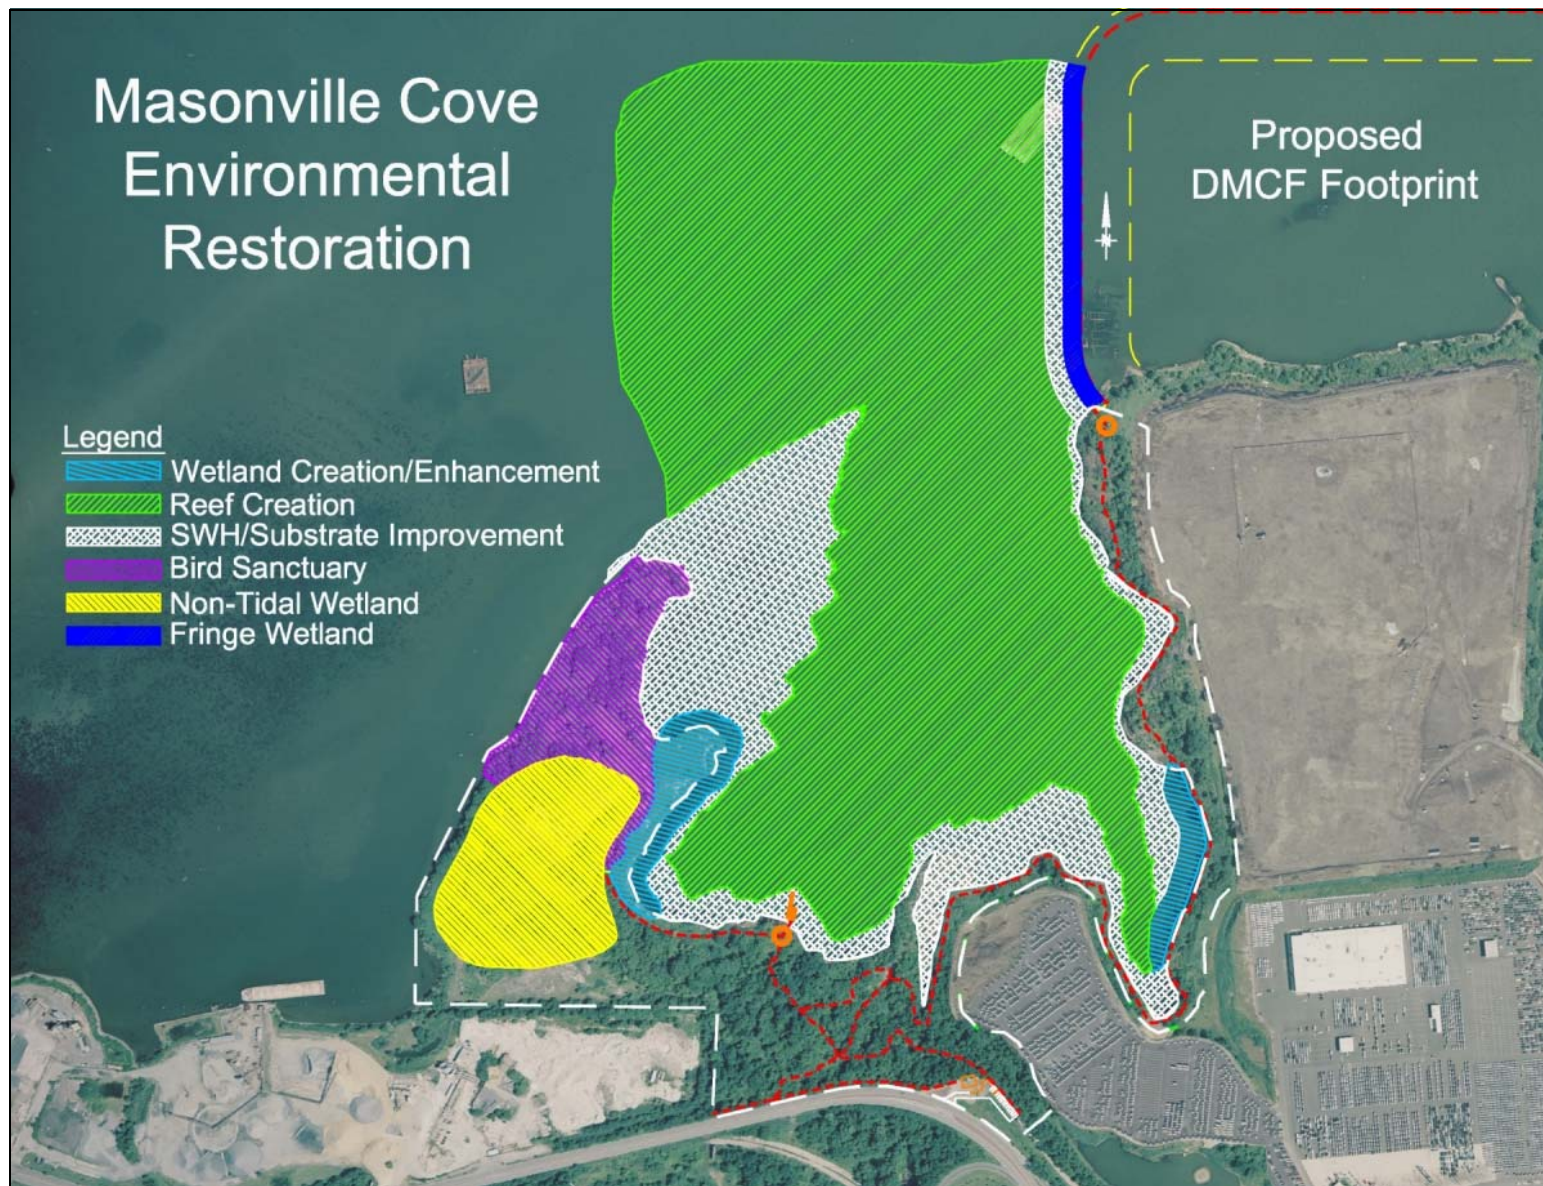 Masonville Cove
Environmental
Restoration
Proposed
DMCF Footprint
Legend
Wetland Creation/Enhancement
Reef Creation
SWH/Substrate Improvement
Bird Sanctuary
Non-Tidal Wetland
Fringe Wetland